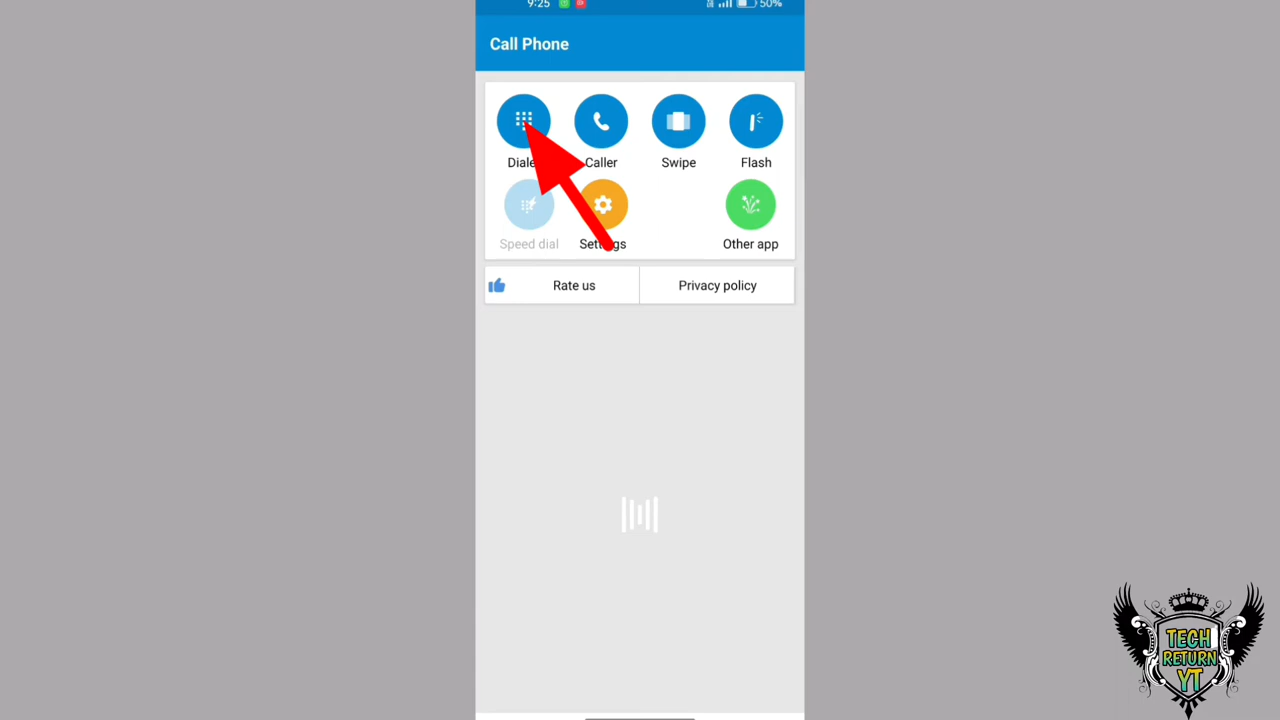 9:25 50%
Call Phone
Dialer Caller Swipe Flash
Speed dial Settings Other app
Rate us Privacy policy
TECH
RETURN
YT